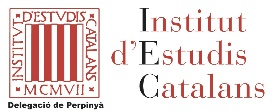 INSTITVT
D'ESTVDIS
CATALANS
MCMVII
Delegació de Perpinyà
Institut
d'Estudis
Catalans